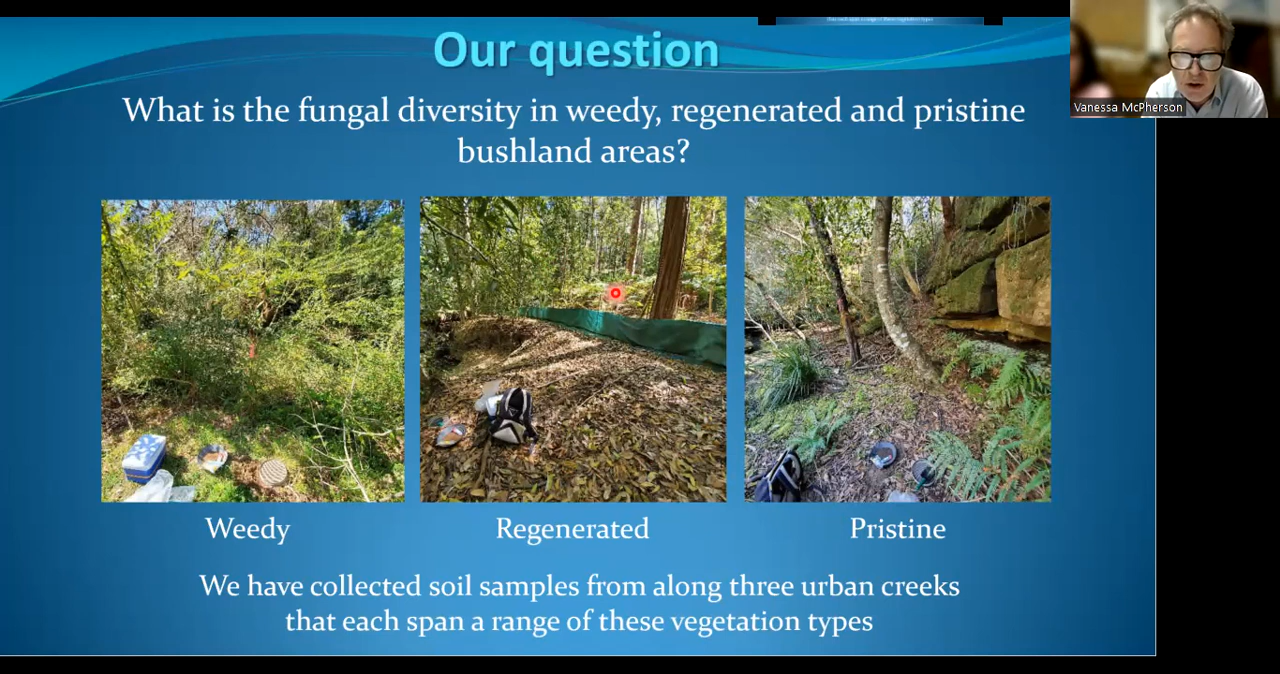 Our question
What is the fungal diversity in weedy, regenerated and pristine
bushland areas?
Vanessa McPherson
Weedy
Regenerated
Pristine
We have collected soil samples from along three urban creeks
that each span a range of these vegetation types